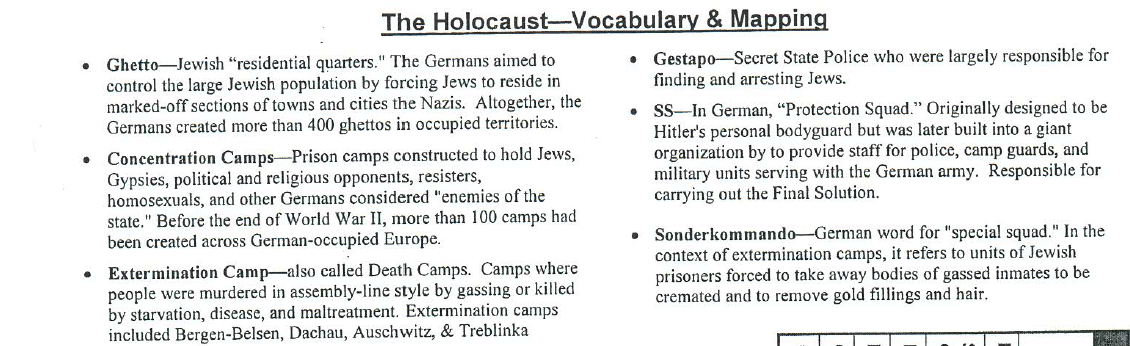 The Holocaust—Vocabulary & Mapping
• Ghetto—Jewish “residential quarters." The Germans aimed to
control the large Jewish population by forcing Jews to reside in
marked-off sections of towns and cities the Nazis. Altogether, the
Germans created more than 400 ghettos in occupied territories.
• Concentration Camps—Prison camps constructed to hold Jews,
Gypsies, political and religious opponents, resisters,
homosexuals, and other Germans considered "enemies of the
state." Before the end of World War II, more than 100 camps had
been created across German-occupied Europe.
• Extermination Camp—also called Death Camps. Camps where
people were murdered in assembly-line style by gassing or killed
by starvation, disease, and maltreatment. Extermination camps
included Bergen-Belsen, Dachau, Auschwitz, & Treblinka
• Gestapo—Secret State Police who were largely responsible for
finding and arresting Jews.
• SS—In German, “Protection Squad.” Originally designed to be
Hitler's personal bodyguard but was later built into a giant
organization by to provide staff for police, camp guards, and
military units serving with the German army. Responsible for
carrying out the Final Solution.
• Sonderkommando—German word for "special squad." In the
context of extermination camps, it refers to units of Jewish
prisoners forced to take away bodies of gassed inmates to be
cremated and to remove gold fillings and hair.